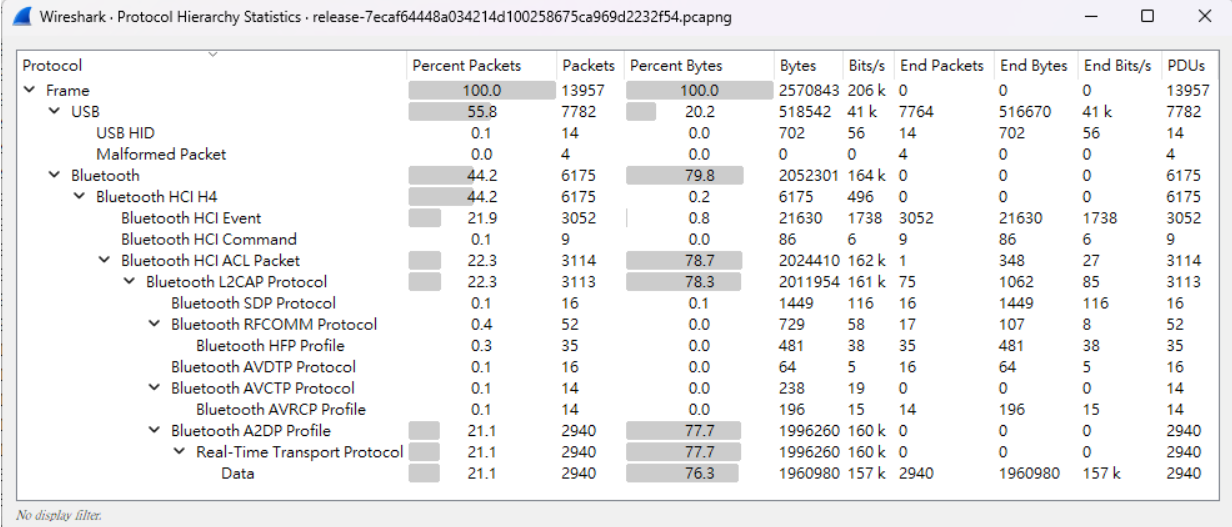 Wireshark · Protocol Hierarchy Statistics · release-7ecaf64448a034214d100258675ca969d2232f54.pcapng
Protocol Percent Packets Packets Percent Bytes Bytes Bits/s End Packets End Bytes End Bits/s PDUs
Frame 100.0 13957 100.0 2570843 206 k 0 0 0 13957
USB 55.8 7782 20.2 518542 41 k 7764 516670 41 k 7782
USB HID 0.1 14 0.0 702 56 14 702 56 14
Malformed Packet 0.0 4 0.0 0 0 4 0 0 4
Bluetooth 44.2 6175 79.8 2052301 164 k 0 0 0 6175
Bluetooth HCI H4 44.2 6175 0.2 6175 496 0 0 0 6175
Bluetooth HCI Event 21.9 3052 0.8 21630 1738 3052 21630 1738 3052
Bluetooth HCI Command 0.1 9 0.0 86 6 9 86 6 9
Bluetooth HCI ACL Packet 22.3 3114 78.7 2024410 162 k 1 348 27 3114
Bluetooth L2CAP Protocol 22.3 3113 78.3 2011954 161 k 75 1062 85 3113
Bluetooth SDP Protocol 0.1 16 0.1 1449 116 16 1449 116 16
Bluetooth RFCOMM Protocol 0.4 52 0.0 729 58 17 107 8 52
Bluetooth HFP Profile 0.3 35 0.0 481 38 35 481 38 35
Bluetooth AVDTP Protocol 0.1 16 0.0 64 5 16 64 5 16
Bluetooth AVCTP Protocol 0.1 14 0.0 238 19 0 0 0 14
Bluetooth AVRCP Profile 0.1 14 0.0 196 15 14 196 15 14
Bluetooth A2DP Profile 21.1 2940 77.7 1996260 160 k 0 0 0 2940
Real-Time Transport Protocol 21.1 2940 77.7 1996260 160 k 0 0 0 2940
Data 21.1 2940 76.3 1960980 157 k 2940 1960980 157 k 2940
No display filter.